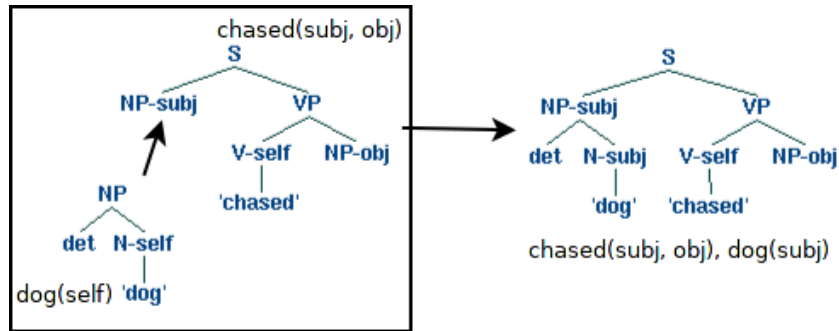 chased(subj, obj)
S
NP-subj VP
V-self NP-obj
'chased'
NP
det N-self
dog(self) 'dog'
S
NP-subj VP
det N-subj V-self NP-obj
'dog' 'chased'
chased(subj, obj), dog(subj)